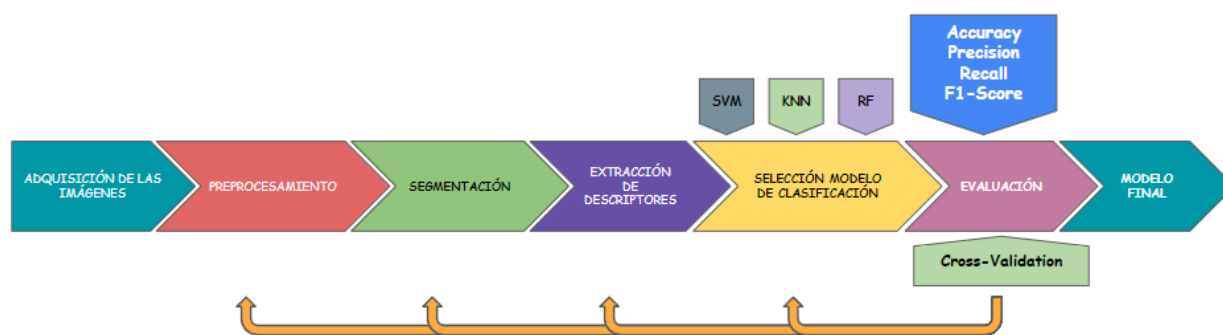 Accuracy
Precision
Recall
F1-Score
SVM
KNN
RF
ADQUISICIÓN DE LAS
IMÁGENES
PREPROCESAMIENTO
SEGMENTACIÓN
EXTRACCIÓN
DE
DESCRIPTORES
SELECCIÓN MODELO
DE CLASIFICACIÓN
EVALUACIÓN
MODELO
FINAL
Cross-Validation